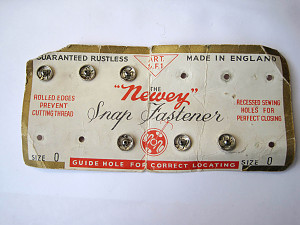 GUARANTEED RUSTLESS
ART.
S.F.1
MADE IN ENGLAND
THE
"Newey"
Snap Fastener
ROLLED EDGES
PREVENT
CUTTING THREAD
RECESSED SEWING
HOLES FOR
PERFECT CLOSING
SIZE 0
SIZE 0
GUIDE HOLE FOR CORRECT LOCATING